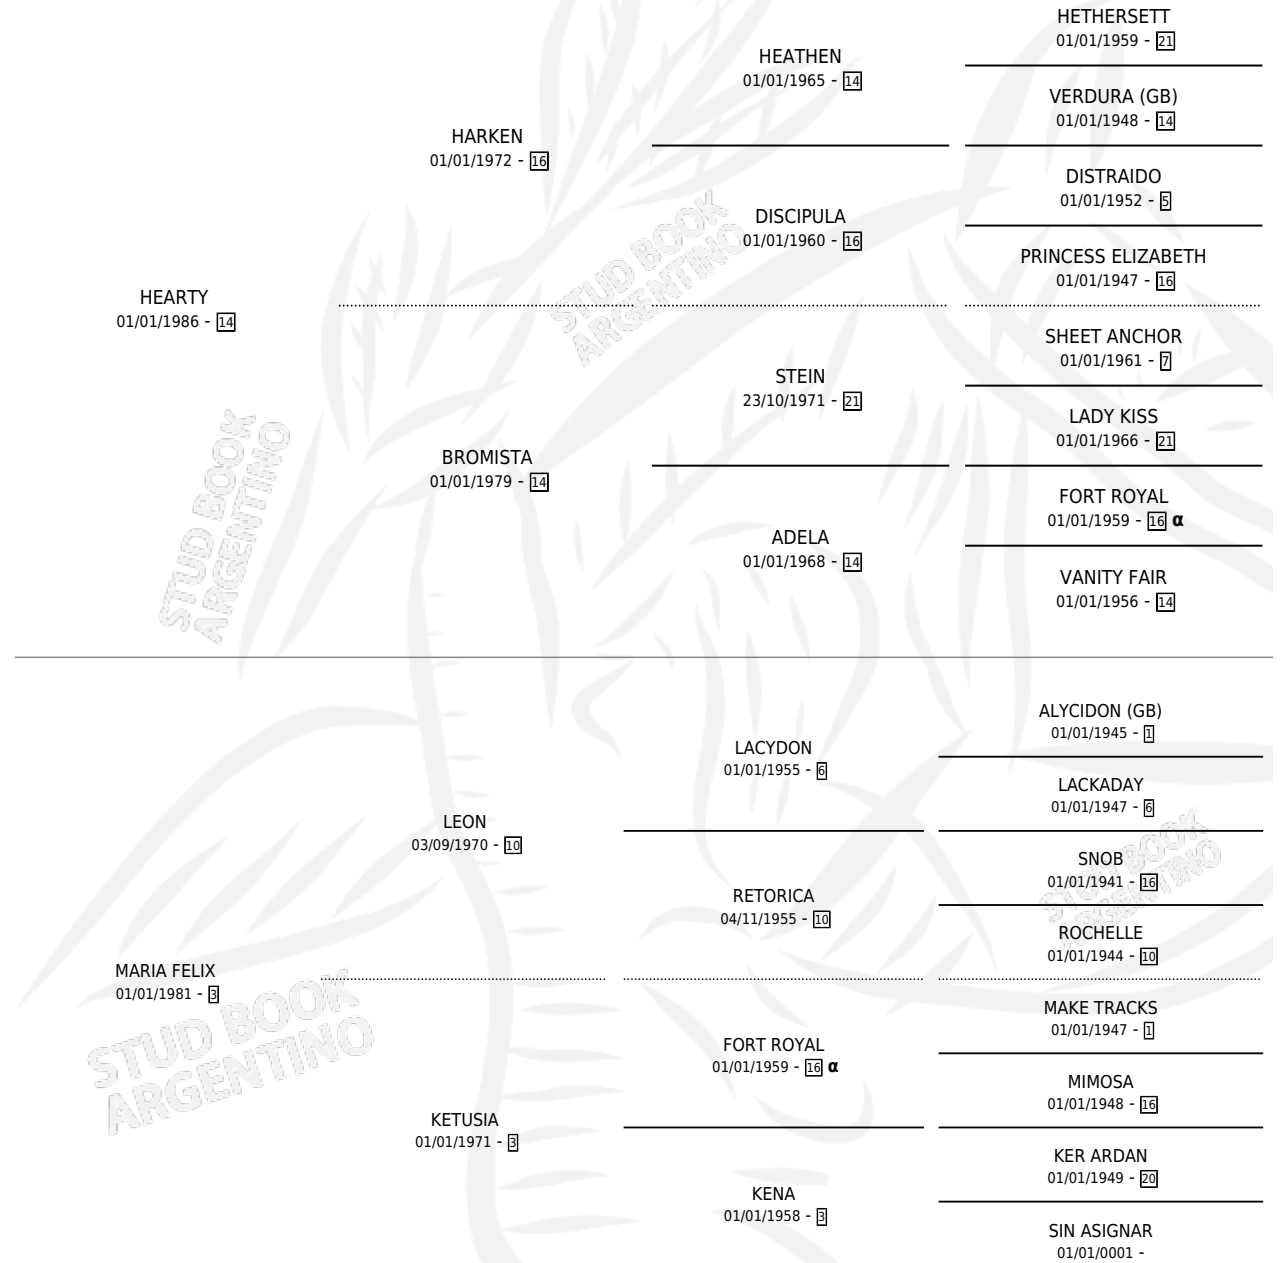 HETHERSETT
01/01/1959 - 21
HEATHEN
01/01/1965 - 14
VERDURA (GB)
01/01/1948 - 14
HARKEN
01/01/1972 - 16
DISTRAIDO
01/01/1952 - 5
DISCIPULA
01/01/1960 - 16
PRINCESS ELIZABETH
01/01/1947 - 16
HEARTY
01/01/1986 - 14
SHEET ANCHOR
01/01/1961 - 7
STEIN
23/10/1971 - 21
LADY KISS
01/01/1966 - 21
BROMISTA
01/01/1979 - 14
FORT ROYAL
01/01/1959 - 16 α
ADELA
01/01/1968 - 14
VANITY FAIR
01/01/1956 - 14
ALYCIDON (GB)
01/01/1945 - 1
LACYDON
01/01/1955 - 6
LACKADAY
01/01/1947 - 6
LEON
03/09/1970 - 10
SNOB
01/01/1941 - 16
RETORICA
04/11/1955 - 10
ROCHELLE
01/01/1944 - 10
MARIA FELIX
01/01/1981 - 3
MAKE TRACKS
01/01/1947 - 1
FORT ROYAL
01/01/1959 - 16 α
MIMOSA
01/01/1948 - 16
KETUSIA
01/01/1971 - 3
KER ARDAN
01/01/1949 - 20
KENA
01/01/1958 - 3
SIN ASIGNAR
01/01/0001 -
STUD BOOK
ARGENTINO
STUD BOOK
ARGENTINO
STUD BOOK
ARGENTINO
STUD BOOK
ARGENTINO